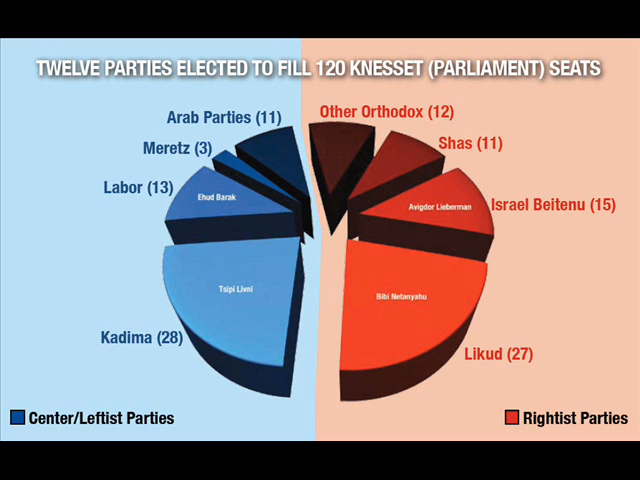 TWELVE PARTIES ELECTED TO FILL 120 KNESSET (PARLIAMENT) SEATS
Other Orthodox (12)
Arab Parties (11)
Shas (11)
Meretz (3)
Labor (13)
Ehud Barak
Avigdor Lieberman
Israel Beitenu (15)
Tsipi Livni
Bibi Netanyahu
Kadima (28)
Likud (27)
Center/Leftist Parties
Rightist Parties